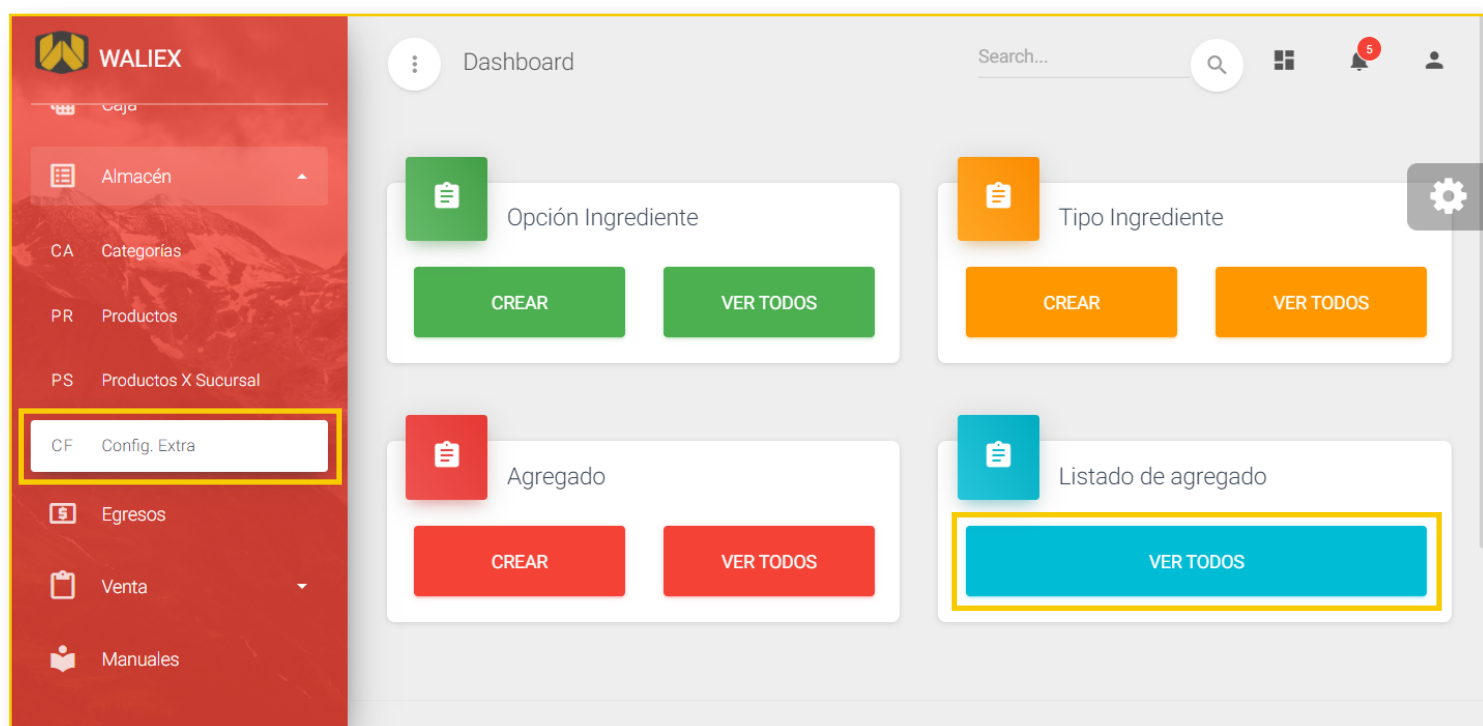 WALIEX
Caja
Almacén
CA Categorías
PR Productos
PS Productos X Sucursal
CF Config. Extra
Egresos
Venta
Manuales
Dashboard
Search...
5
Opción Ingrediente
CREAR VER TODOS
Tipo Ingrediente
CREAR VER TODOS
Agregado
CREAR VER TODOS
Listado de agregado
VER TODOS